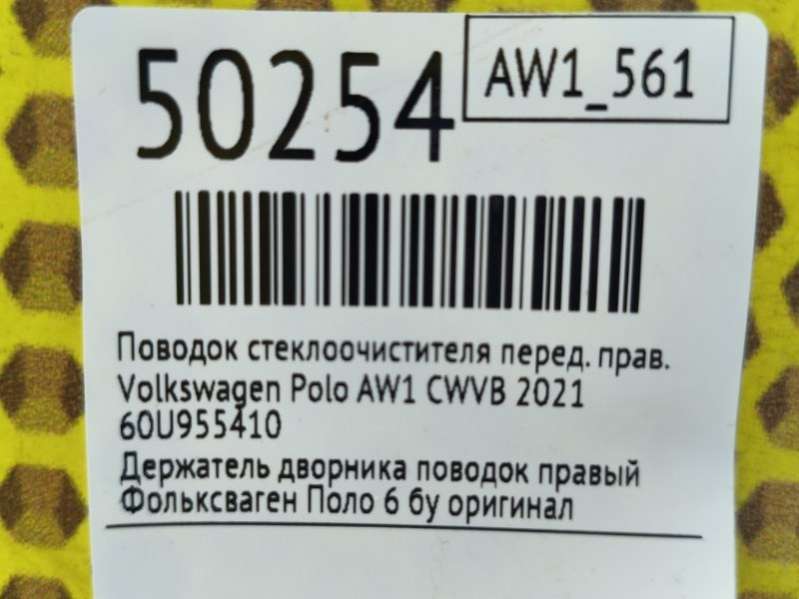 50254
AW1_561
Поводок стеклоочистителя перед. прав.
Volkswagen Polo AW1 CWVB 2021
60U955410
Держатель дворника поводок правый
Фольксваген Поло 6 бу оригинал